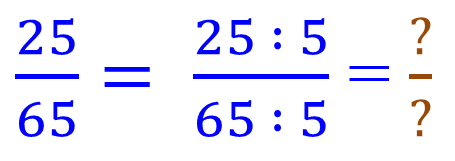 25/65 = 25 : 5/65 : 5 = ?/?